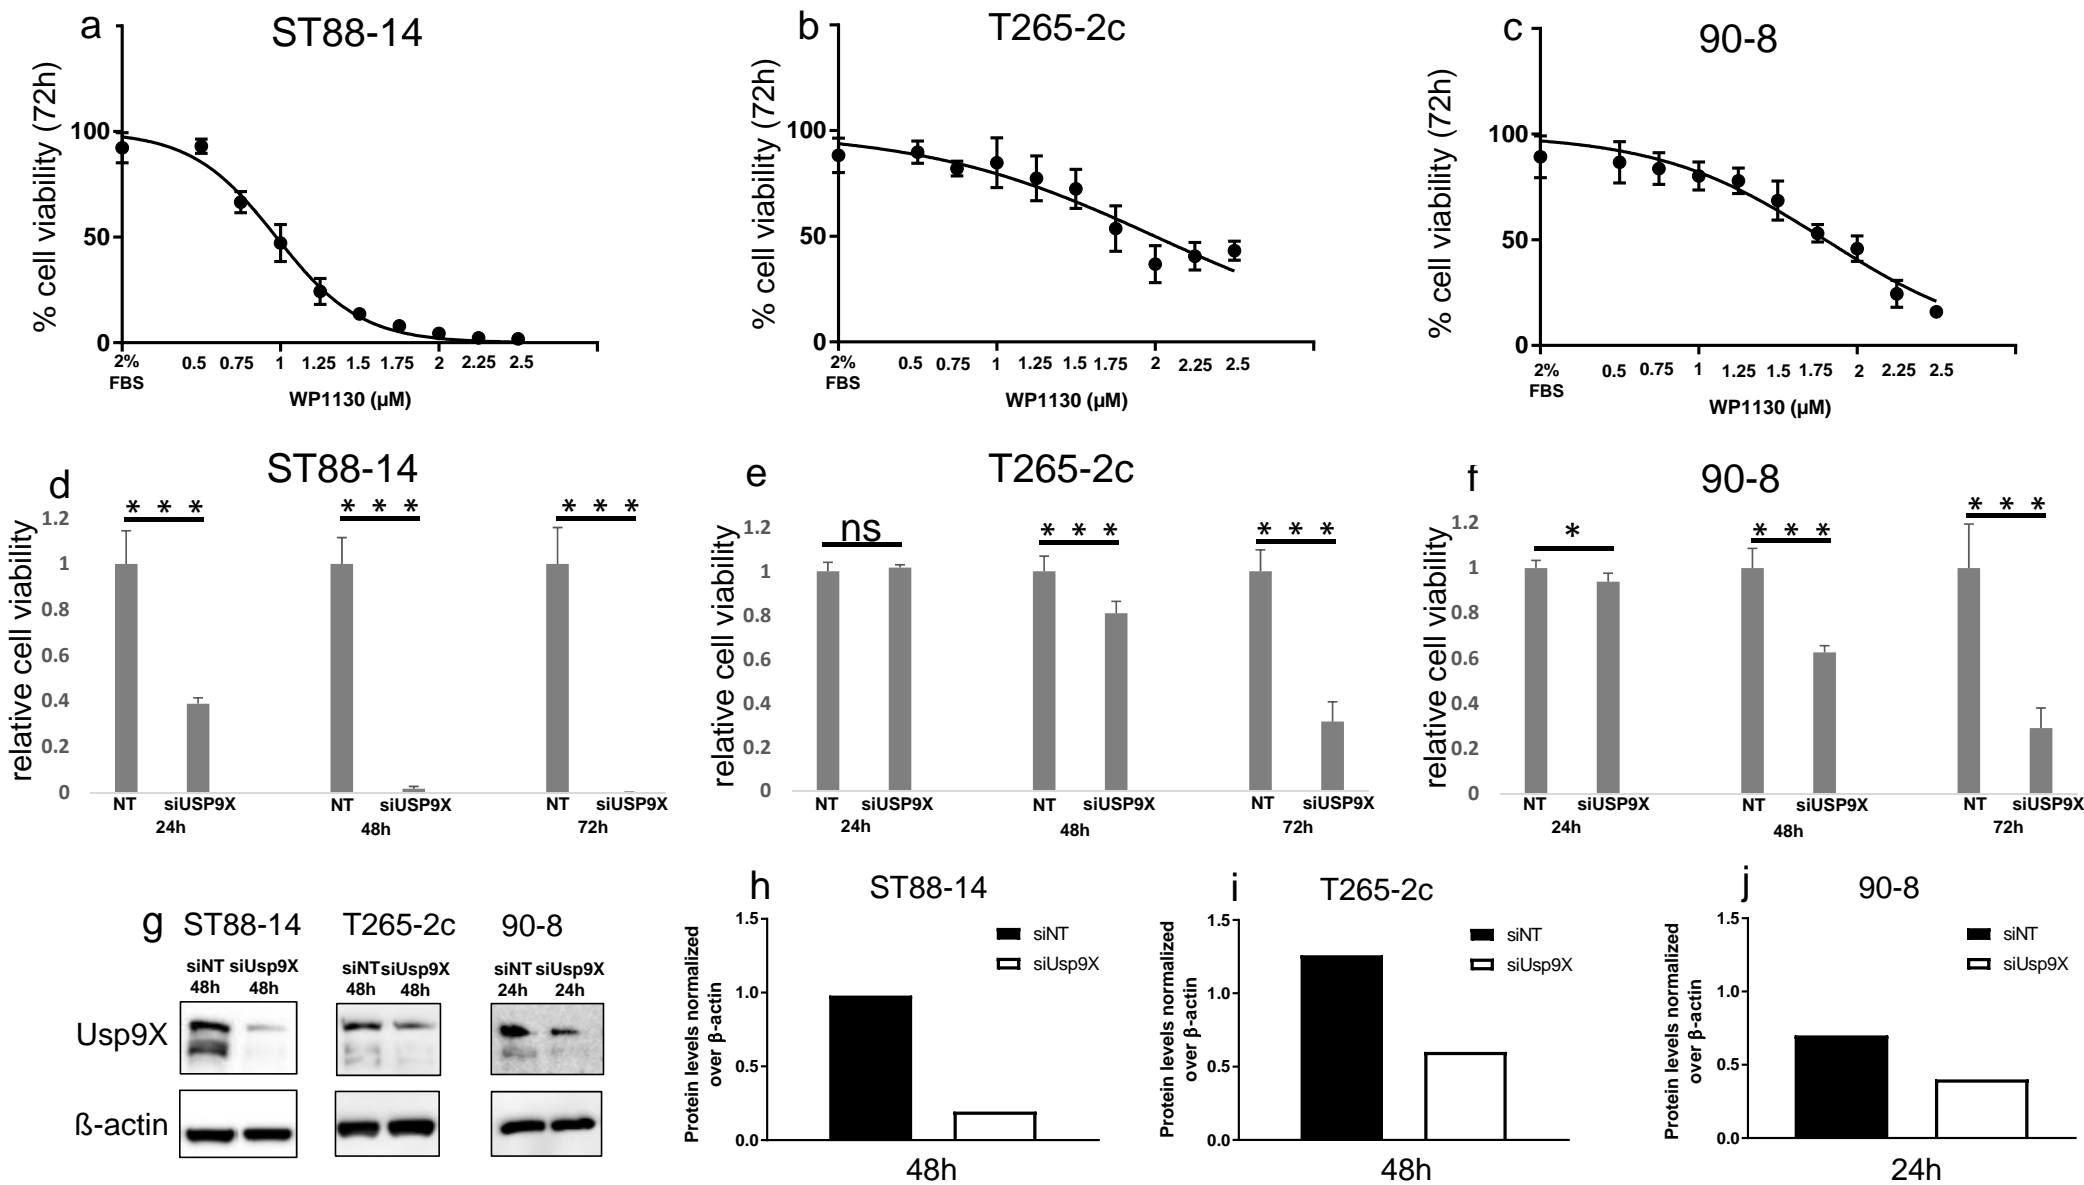 a
ST88-14
% cell viability (72h)
100
50
0
2% FBS
0.5 0.75 1 1.25 1.5 1.75 2 2.25 2.5
WP1130 (µM)
b
T265-2c
% cell viability (72h)
100
50
0
2% FBS
0.5 0.75 1 1.25 1.5 1.75 2 2.25 2.5
WP1130 (µM)
c
90-8
% cell viability (72h)
100
50
0
2% FBS
0.5 0.75 1 1.25 1.5 1.75 2 2.25 2.5
WP1130 (µM)
d
ST88-14
relative cell viability
1.2
1
0.8
0.6
0.4
0.2
0
* * *
* * *
* * *
NT siUSP9X NT siUSP9X NT siUSP9X
24h 48h 72h
e
T265-2c
relative cell viability
1.2
1
0.8
0.6
0.4
0.2
0
ns
* * *
* * *
NT siUSP9X NT siUSP9X NT siUSP9X
24h 48h 72h
f
90-8
relative cell viability
1.2
1
0.8
0.6
0.4
0.2
0
*
* * *
* * *
NT siUSP9X NT siUSP9X NT siUSP9X
24h 48h 72h
g
ST88-14 T265-2c 90-8
siNT siUsp9X siNT siUsp9X siNT siUsp9X
48h 48h 48h 48h 24h 24h
Usp9X
ß-actin
h
ST88-14
Protein levels normalized
over β-actin
1.5
1.0
0.5
0.0
siNT
siUsp9X
48h
i
T265-2c
Protein levels normalized
over β-actin
1.5
1.0
0.5
0.0
siNT
siUsp9X
48h
j
90-8
Protein levels normalized
over β-actin
1.5
1.0
0.5
0.0
siNT
siUsp9X
24h